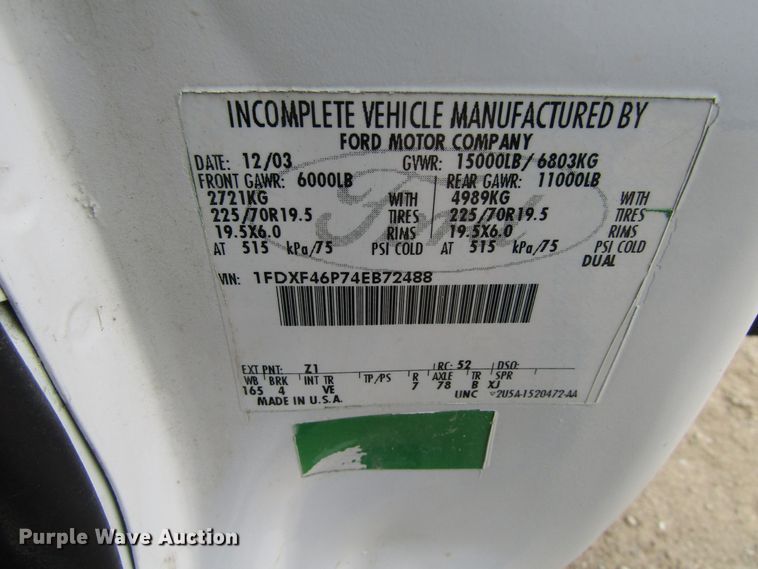 INCOMPLETE VEHICLE MANUFACTURED BY
FORD MOTOR COMPANY
DATE: 12/03 GVWR: 15000LB/ 6803KG
FRONT GAWR: 6000LB REAR GAWR: 11000LB
2721KG WITH 4989KG WITH
225/70R19.5 TIRES 225/70R19.5 TIRES
19.5X6.0 RIMS 19.5X6.0 RIMS
AT 515 kPa/75 PSI COLD AT 515 kPa/75 PSI COLD
DUAL
Ford
VIN: 1FDXF46P74EB72488
EXT PNT: Z1 RC: 52 DSO:
WB BRK INT TR TP/PS R AXLE TR SPR
165 4 VE 7 78 B XJ
MADE IN U.S.A. UNC 2U5A-1520472-AA
Purple Wave Auction